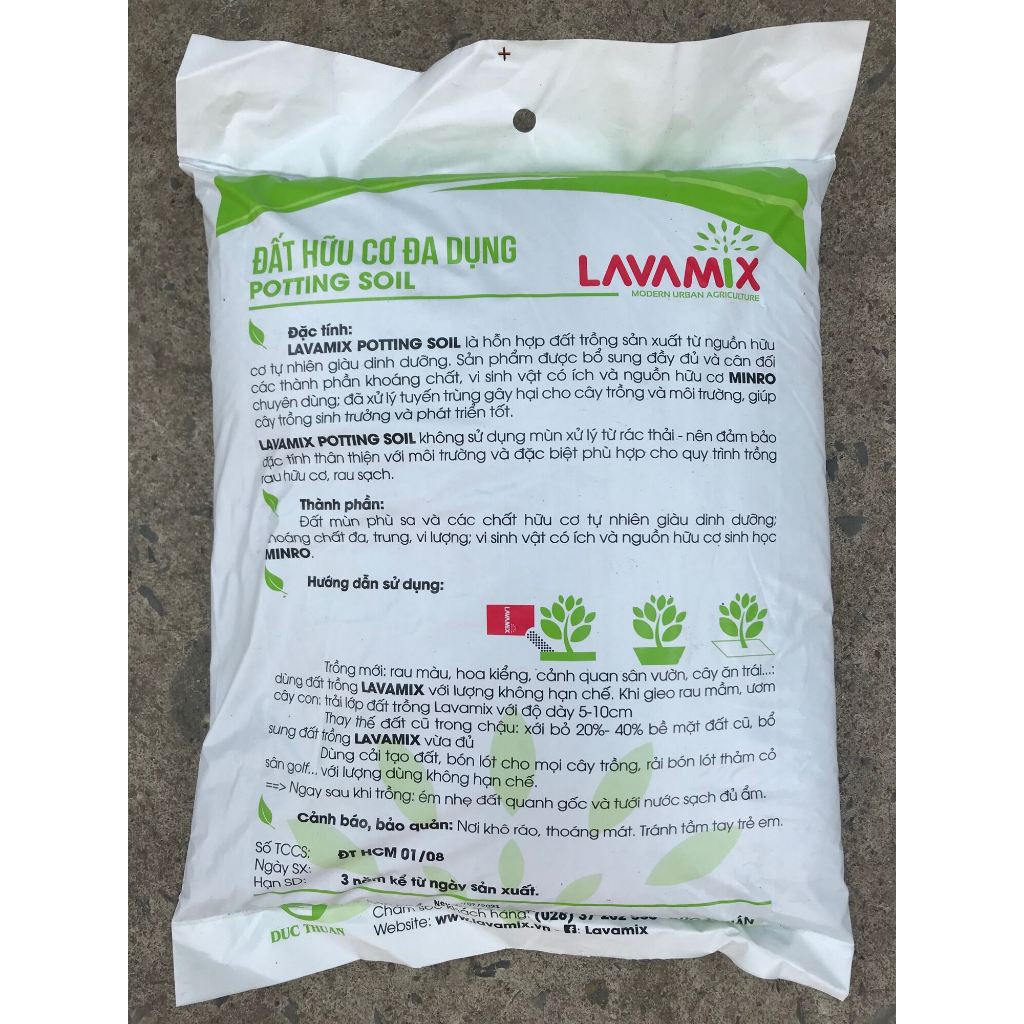 ĐẤT HỮU CƠ ĐA DỤNG
POTTING SOIL
LAVAMIX
MODERN URBAN AGRICULTURE
Đặc tính:
LAVAMIX POTTING SOIL là hỗn hợp đất trồng sản xuất từ nguồn hữu
cơ tự nhiên giàu dinh dưỡng. Sản phẩm được bổ sung đầy đủ và cân đối
các thành phần khoáng chất, vi sinh vật có ích và nguồn hữu cơ MINRO
chuyên dùng; đã xử lý tuyến trùng gây hại cho cây trồng và môi trường, giúp
cây trồng sinh trưởng và phát triển tốt.
LAVAMIX POTTING SOIL không sử dụng mùn xử lý từ rác thải - nên đảm bảo
đặc tính thân thiện với môi trường và đặc biệt phù hợp cho quy trình trồng
rau hữu cơ, rau sạch.
Thành phần:
Đất mùn phù sa và các chất hữu cơ tự nhiên giàu dinh dưỡng;
khoáng chất đa, trung, vi lượng; vi sinh vật có ích và nguồn hữu cơ sinh học
MINRO.
Hướng dẫn sử dụng:
LAVAMIX
Trồng mới: rau màu, hoa kiểng, cảnh quan sân vườn, cây ăn trái...:
dùng đất trồng LAVAMIX với lượng không hạn chế. Khi gieo rau mầm, ươm
cây con: trải lớp đất trồng Lavamix với độ dày 5-10cm
Thay thế đất cũ trong chậu: xới bỏ 20%- 40% bề mặt đất cũ, bổ
sung đất trồng LAVAMIX vừa đủ
Dùng cải tạo đất, bón lót cho mọi cây trồng, rải bón lót thảm cỏ
sân golf... với lượng dùng không hạn chế.
==> Ngay sau khi trồng: ém nhẹ đất quanh gốc và tưới nước sạch đủ ẩm.
Cảnh báo, bảo quản: Nơi khô ráo, thoáng mát. Tránh tầm tay trẻ em.
Số TCCS: ĐT HCM 01/08
Ngày SX:
Hạn SD: 3 năm kể từ ngày sản xuất.
DUC THUAN
Chăm sóc khách hàng: (028) 37
Website: www.lavamix.vn - Lavamix